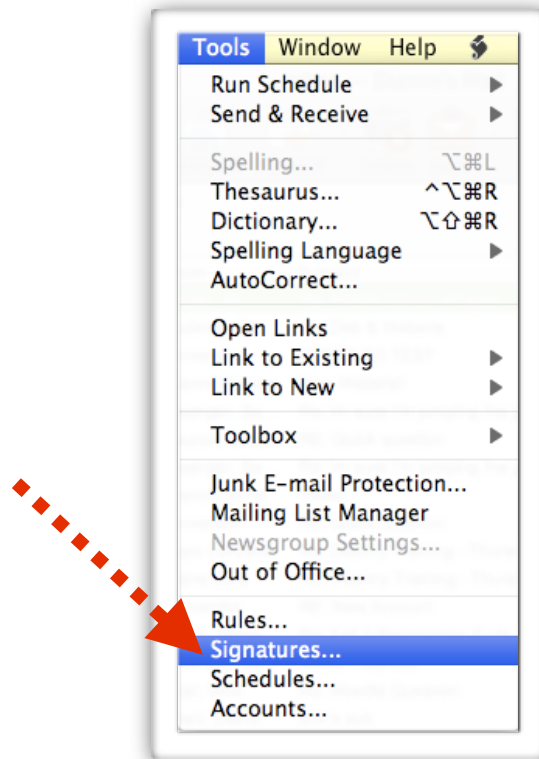 Tools Window Help
Run Schedule ▶
Send & Receive ▶
Spelling... ⌥⌘L
Thesaurus... ^⌥⌘R
Dictionary... ⌥⇧⌘R
Spelling Language ▶
AutoCorrect...
Open Links
Link to Existing ▶
Link to New ▶
Toolbox ▶
Junk E-mail Protection...
Mailing List Manager
Newsgroup Settings...
Out of Office...
Rules...
Signatures...
Schedules...
Accounts...